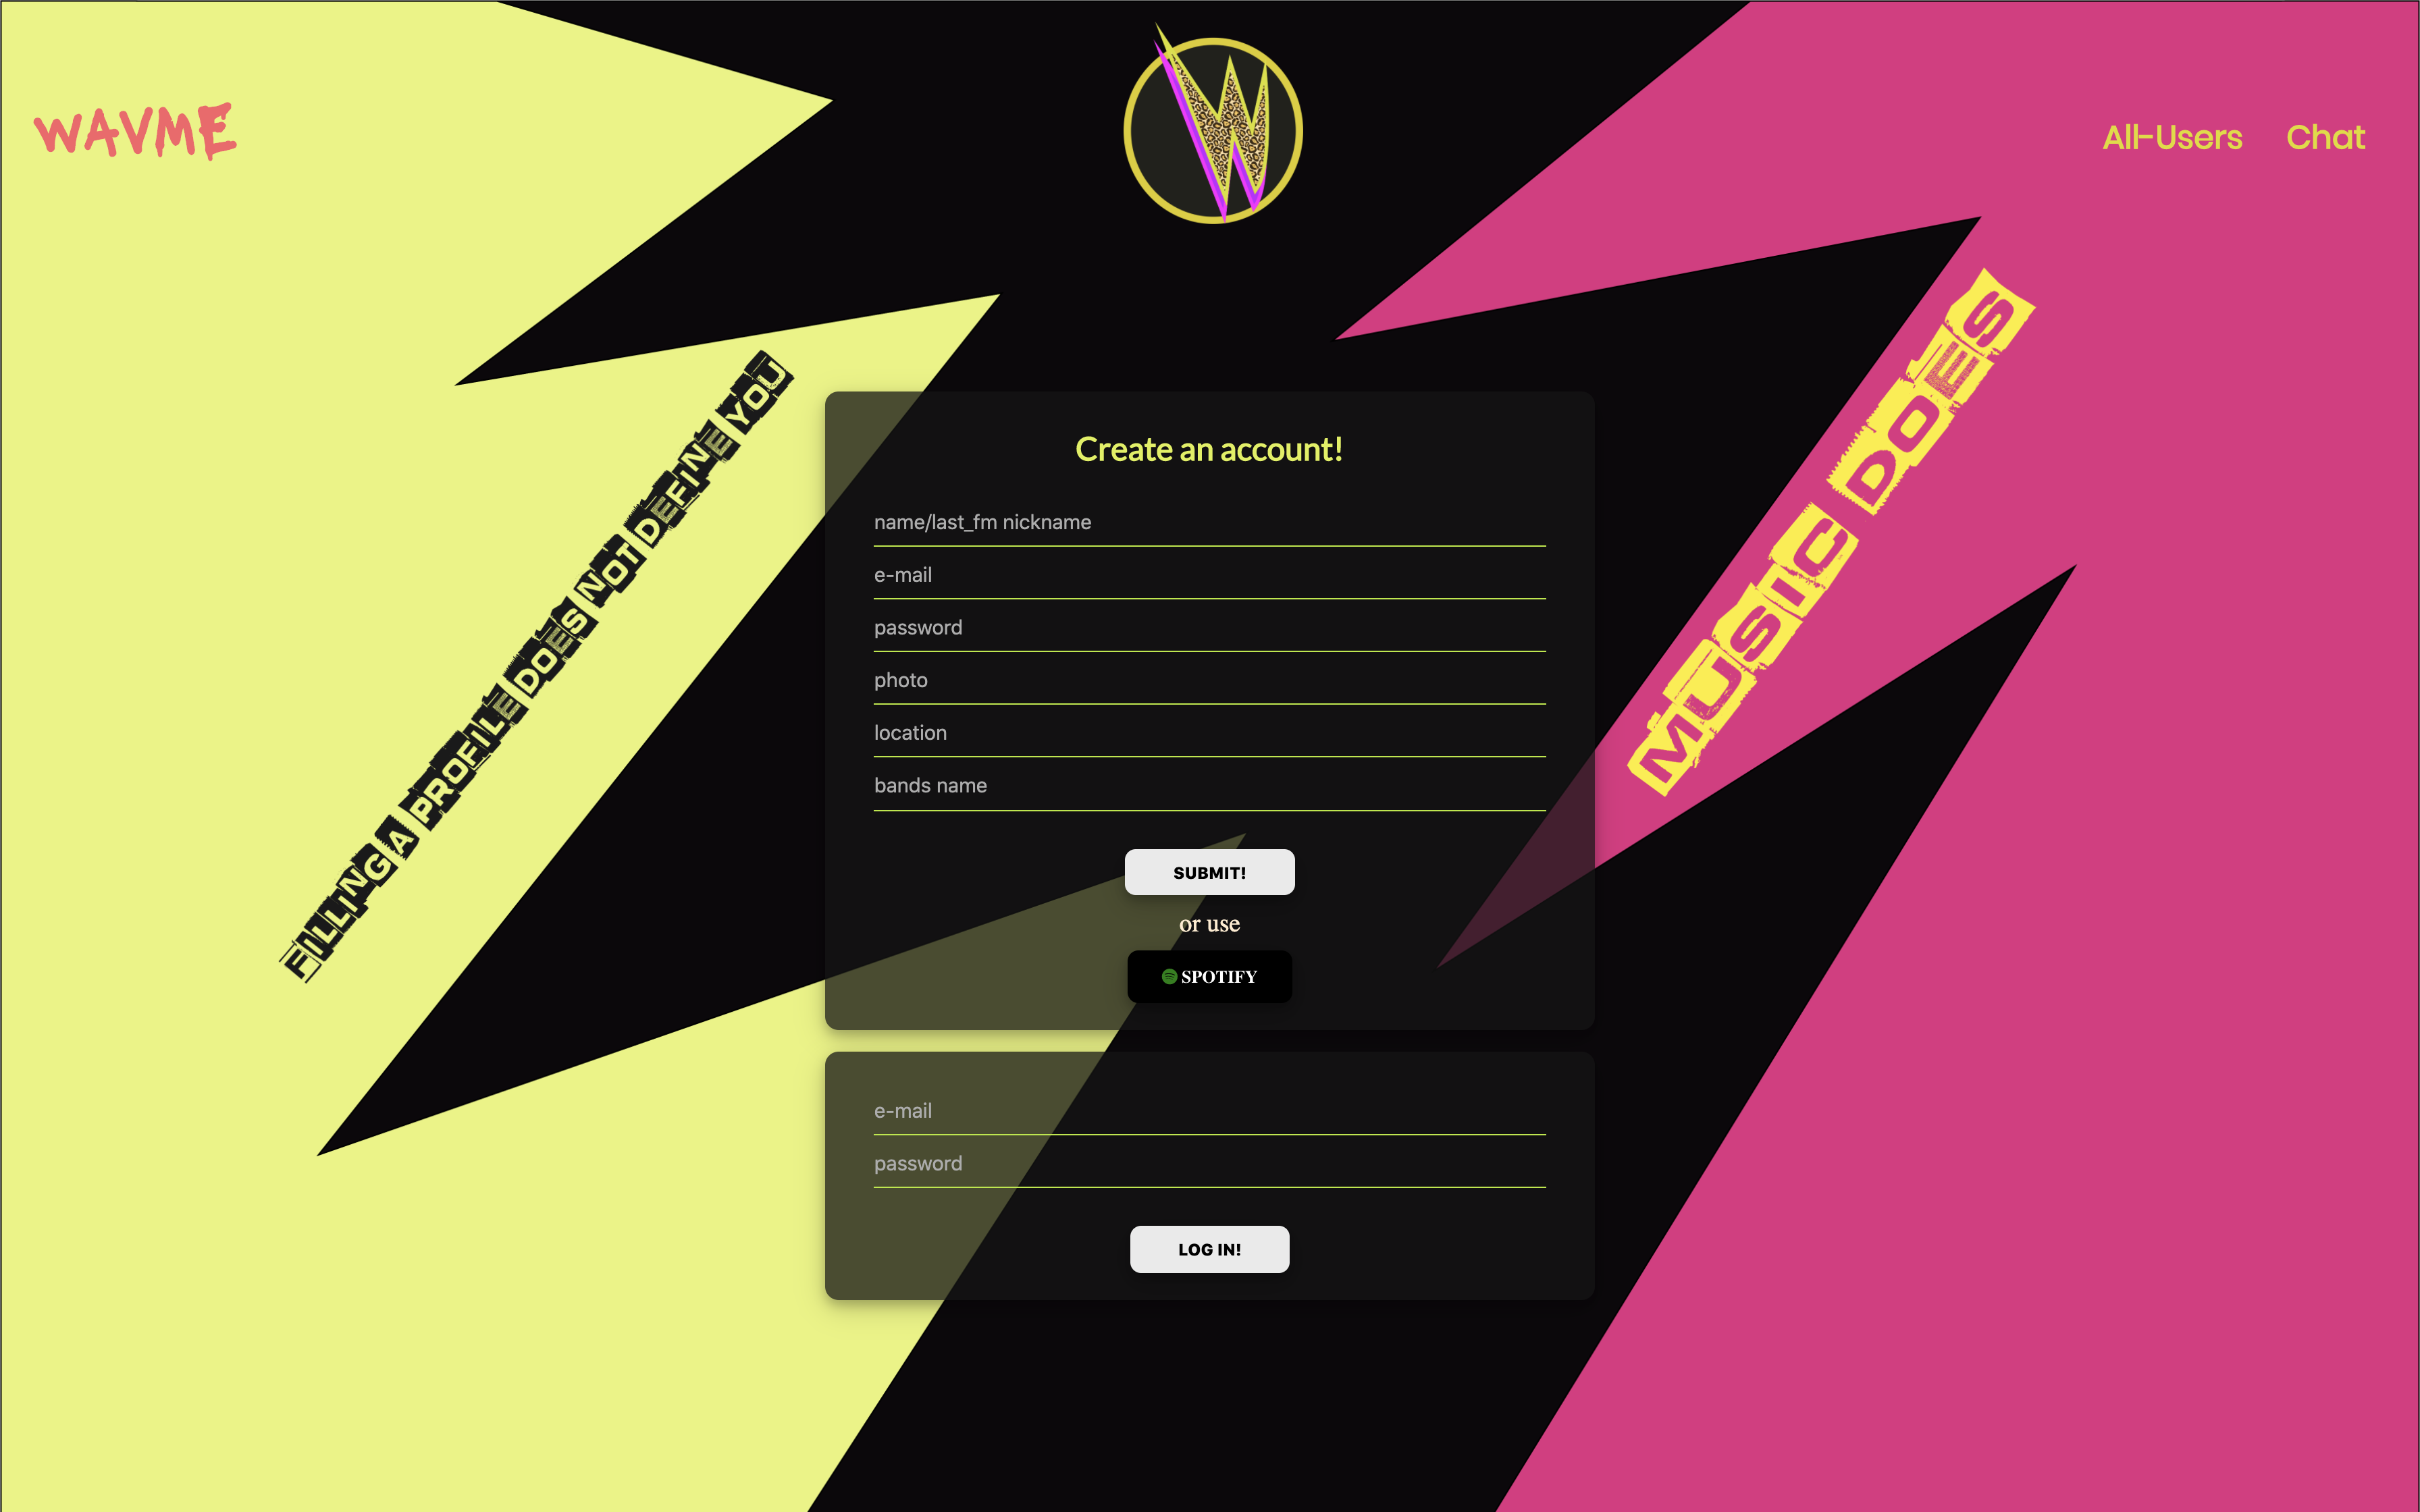 WAVME
W
All-Users
Chat
FILLING A PROFILE DOES NOT DEFINE YOU
MUSIC DOES
Create an account!
name/last_fm nickname
e-mail
password
photo
location
bands name
SUBMIT!
or use
SPOTIFY
e-mail
password
LOG IN!